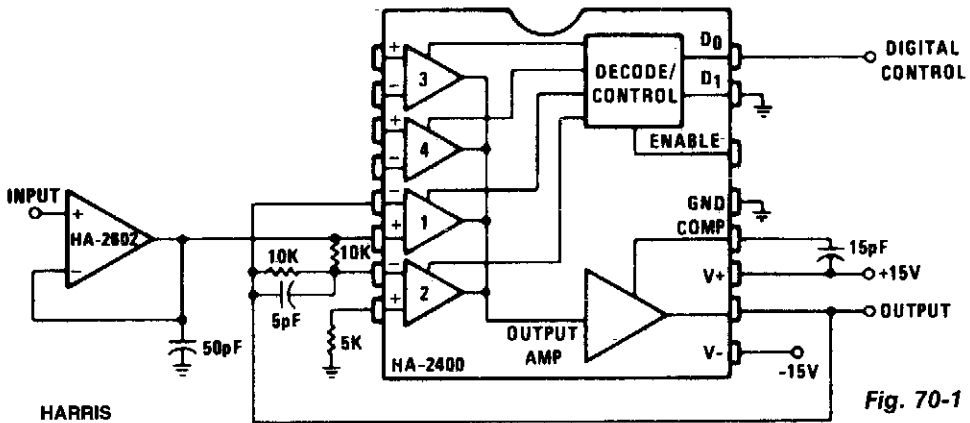 D0
DIGITAL
CONTROL
DECODE/
CONTROL
D1
ENABLE
+
3
−
+
4
−
INPUT
+
HA-2602
−
−
1
+
GND
COMP
15pF
10K
10K
V+
+15V
−
2
+
5pF
OUTPUT
OUTPUT
AMP
5K
50pF
V-
-15V
HA-2400
HARRIS
Fig. 70-1